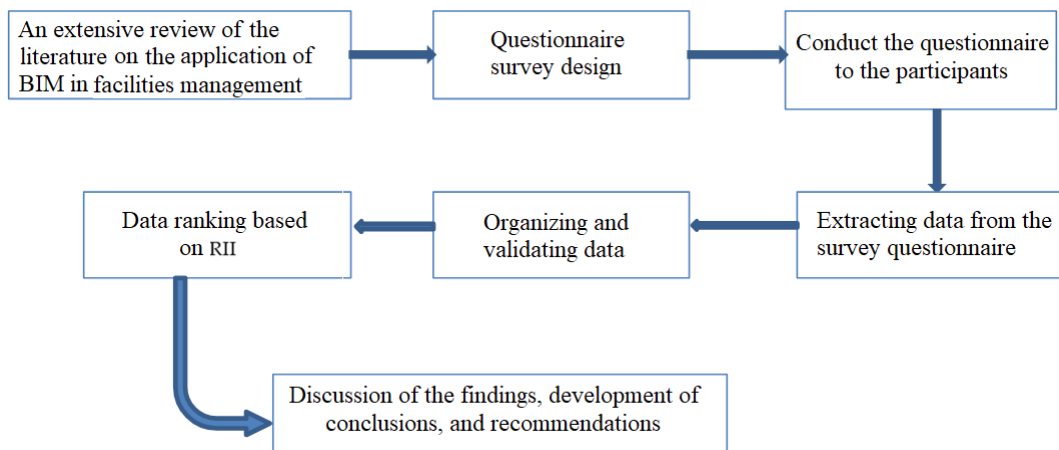 An extensive review of the
literature on the application of
BIM in facilities management
Questionnaire
survey design
Conduct the questionnaire
to the participants
Extracting data from the
survey questionnaire
Organizing and
validating data
Data ranking based
on RII
Discussion of the findings, development of
conclusions, and recommendations